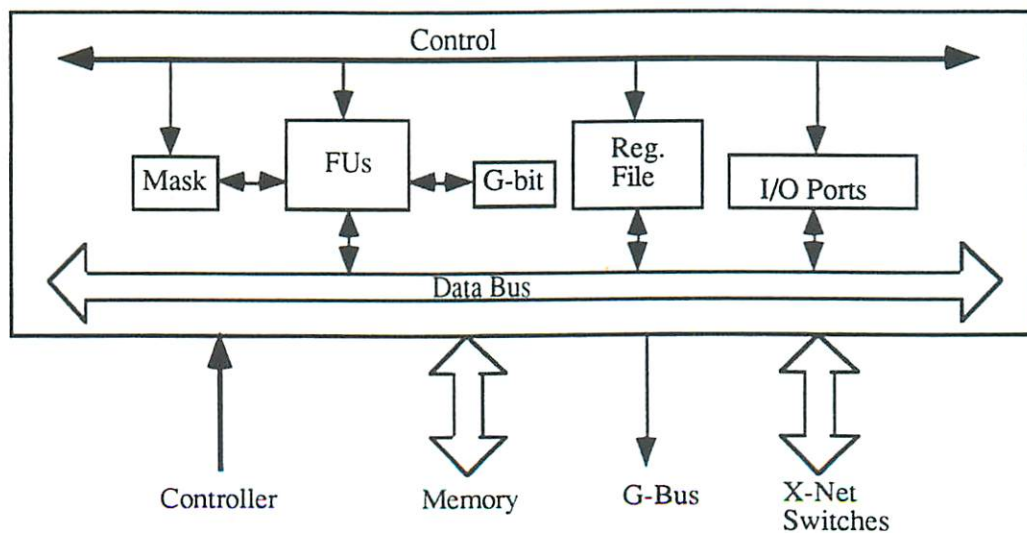 Control
Mask
FUs
G-bit
Reg.
File
I/O Ports
Data Bus
Controller
Memory
G-Bus
X-Net
Switches